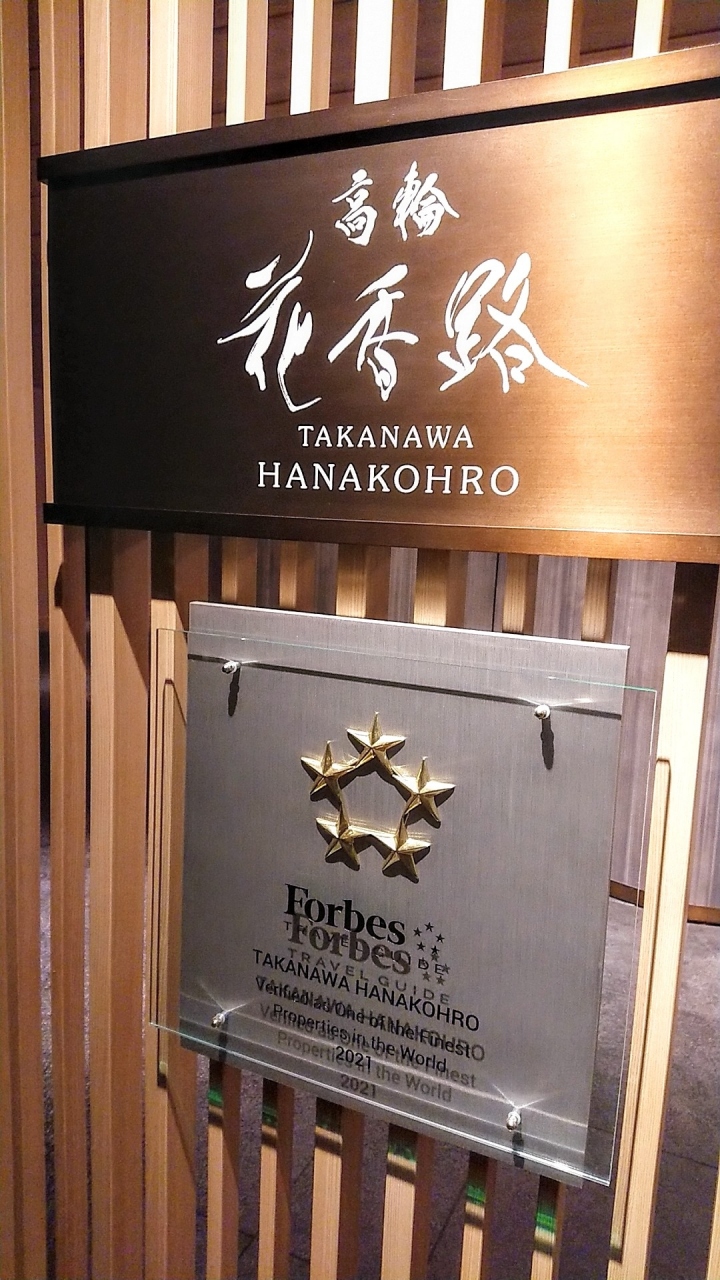 高輪
花香路
TAKANAWA
HANAKOHRO
Forbes
TRAVEL GUIDE
TAKANAWA HANAKOHRO
Verified as One of the Finest
Properties in the World
2021